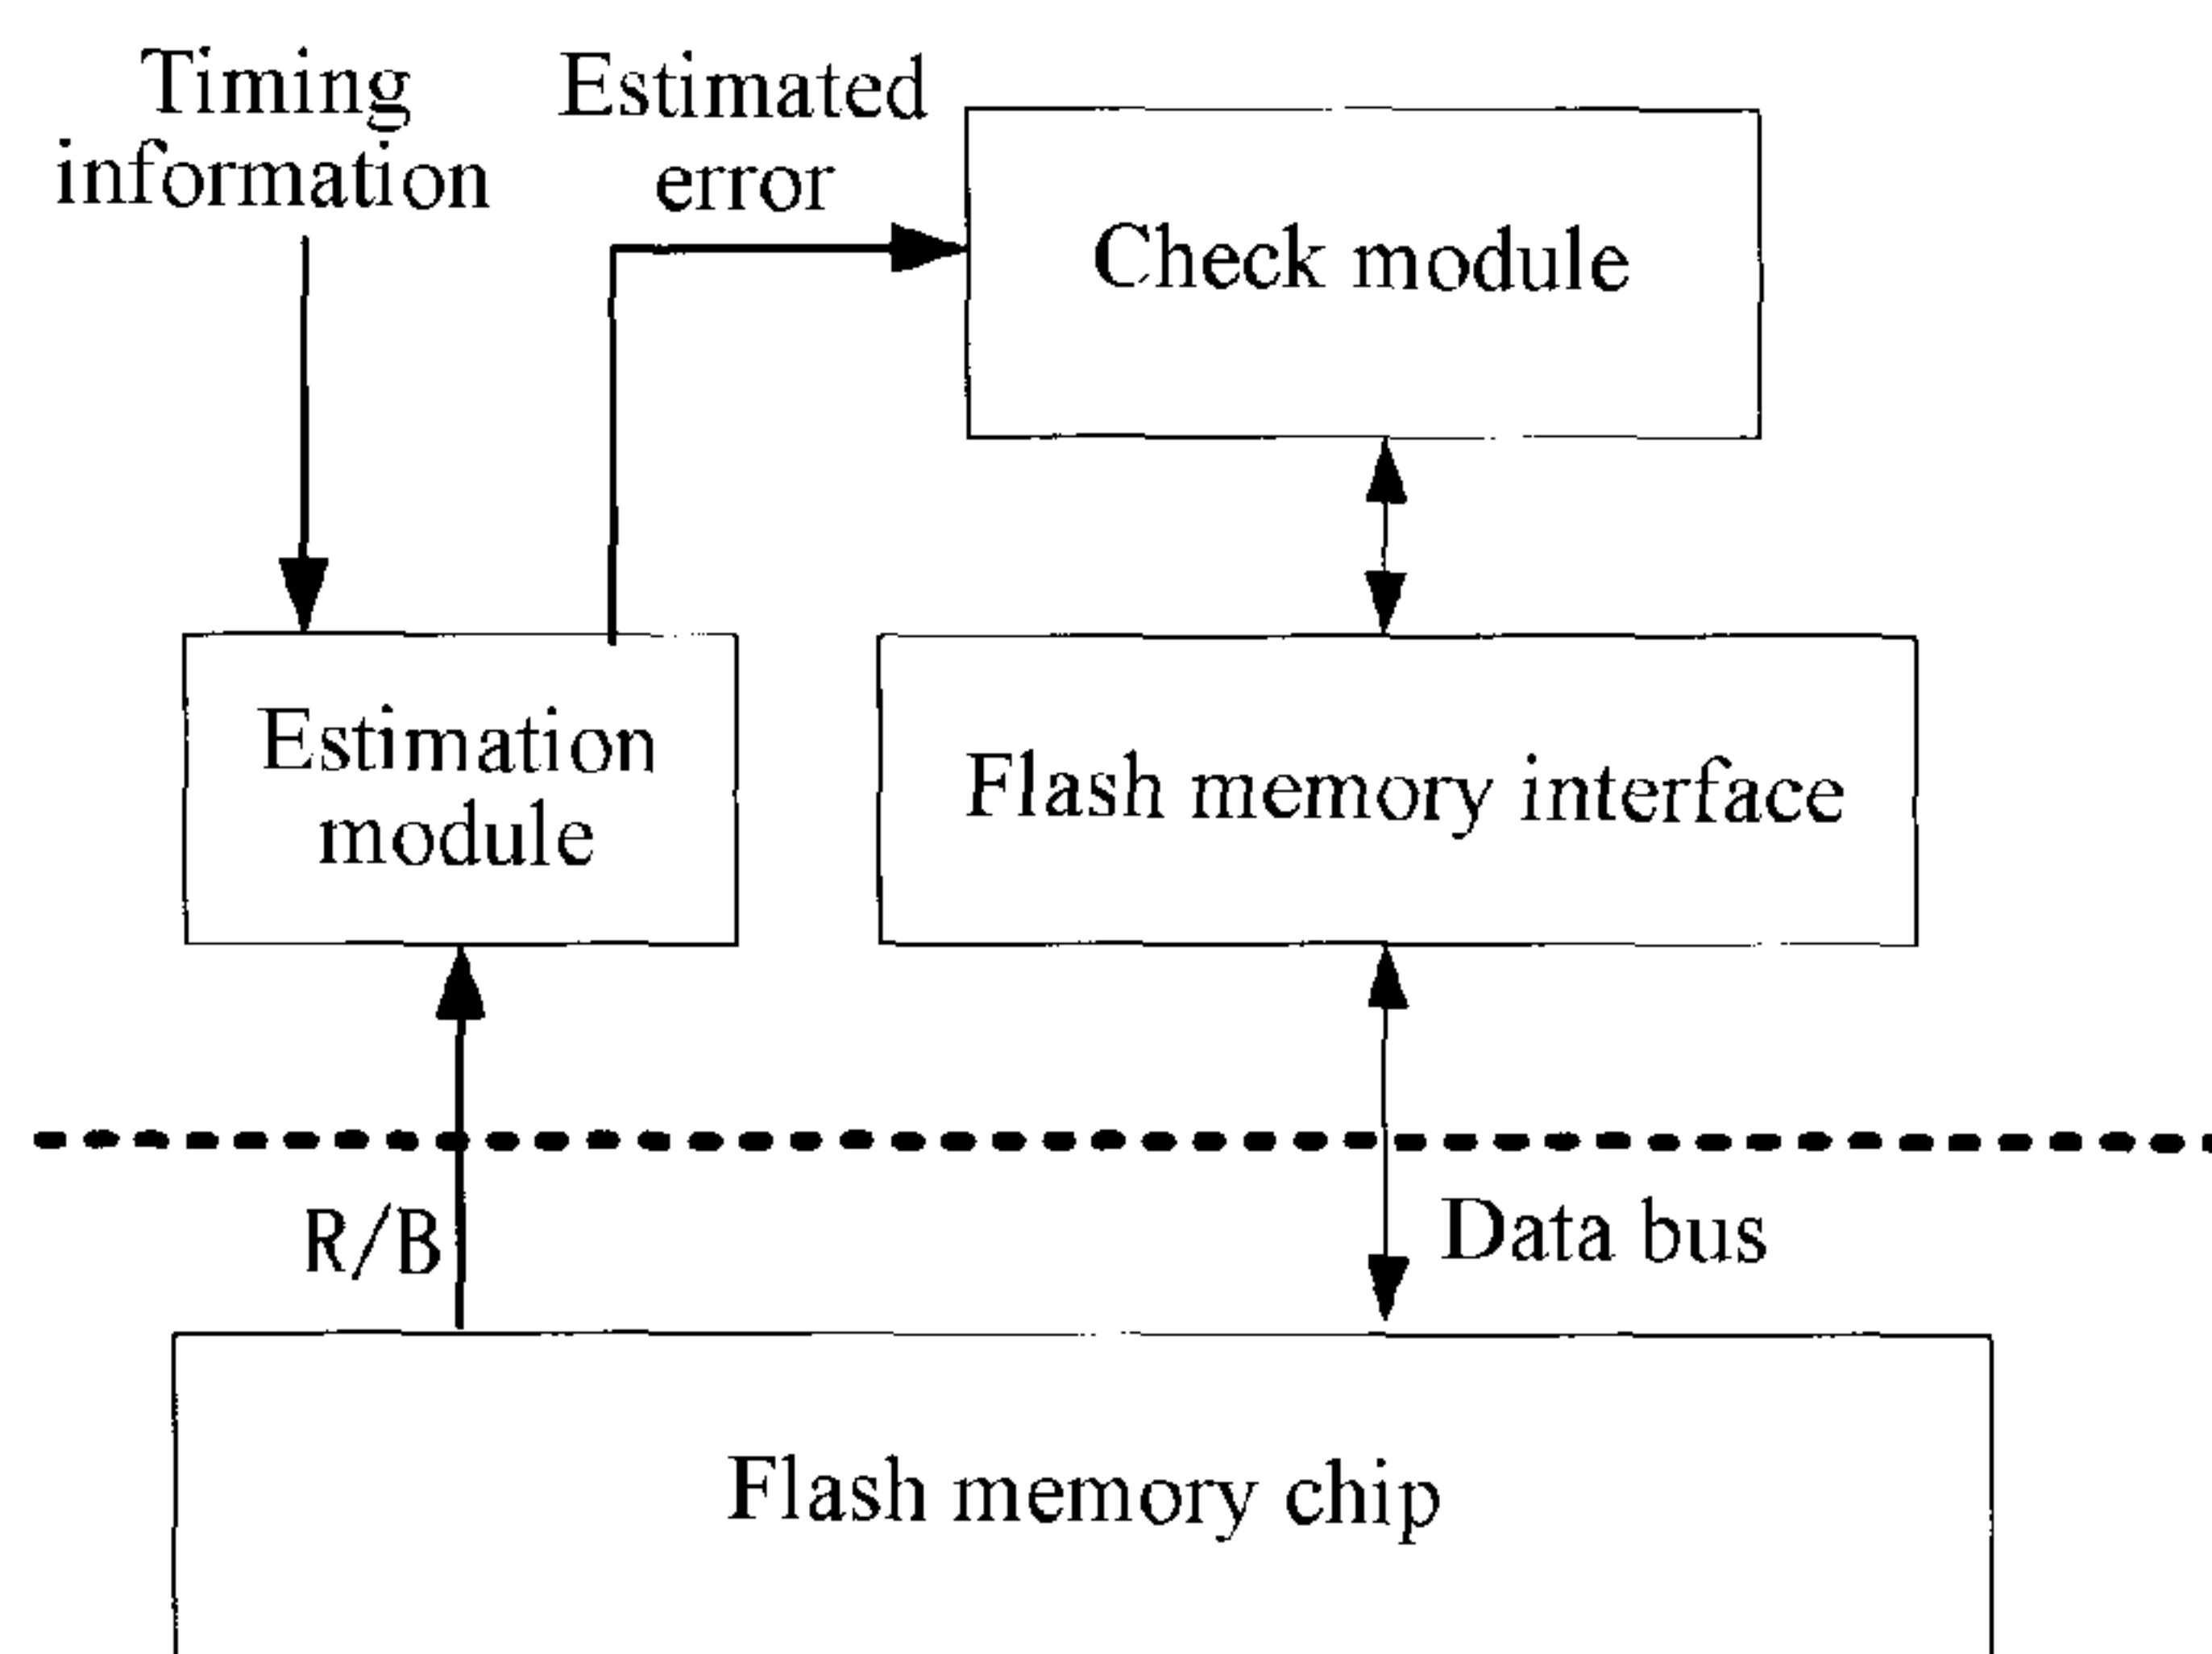 Timing
information
Estimated
error
Check module
Estimation
module
Flash memory interface
R/B
Data bus
Flash memory chip